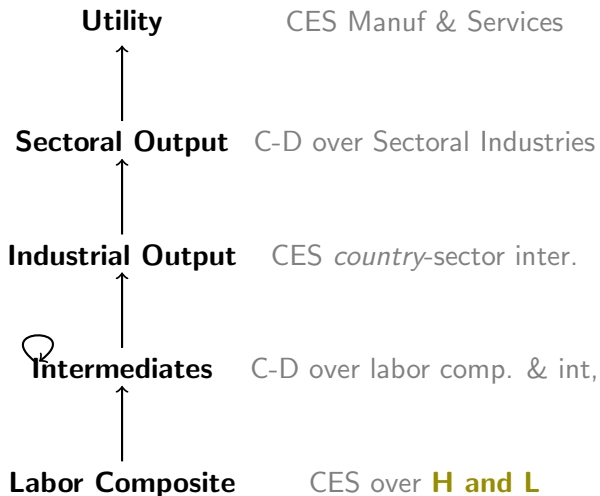 Utility CES Manuf & Services
Sectoral Output C-D over Sectoral Industries
Industrial Output CES country-sector inter.
Intermediates C-D over labor comp. & int,
Labor Composite CES over H and L